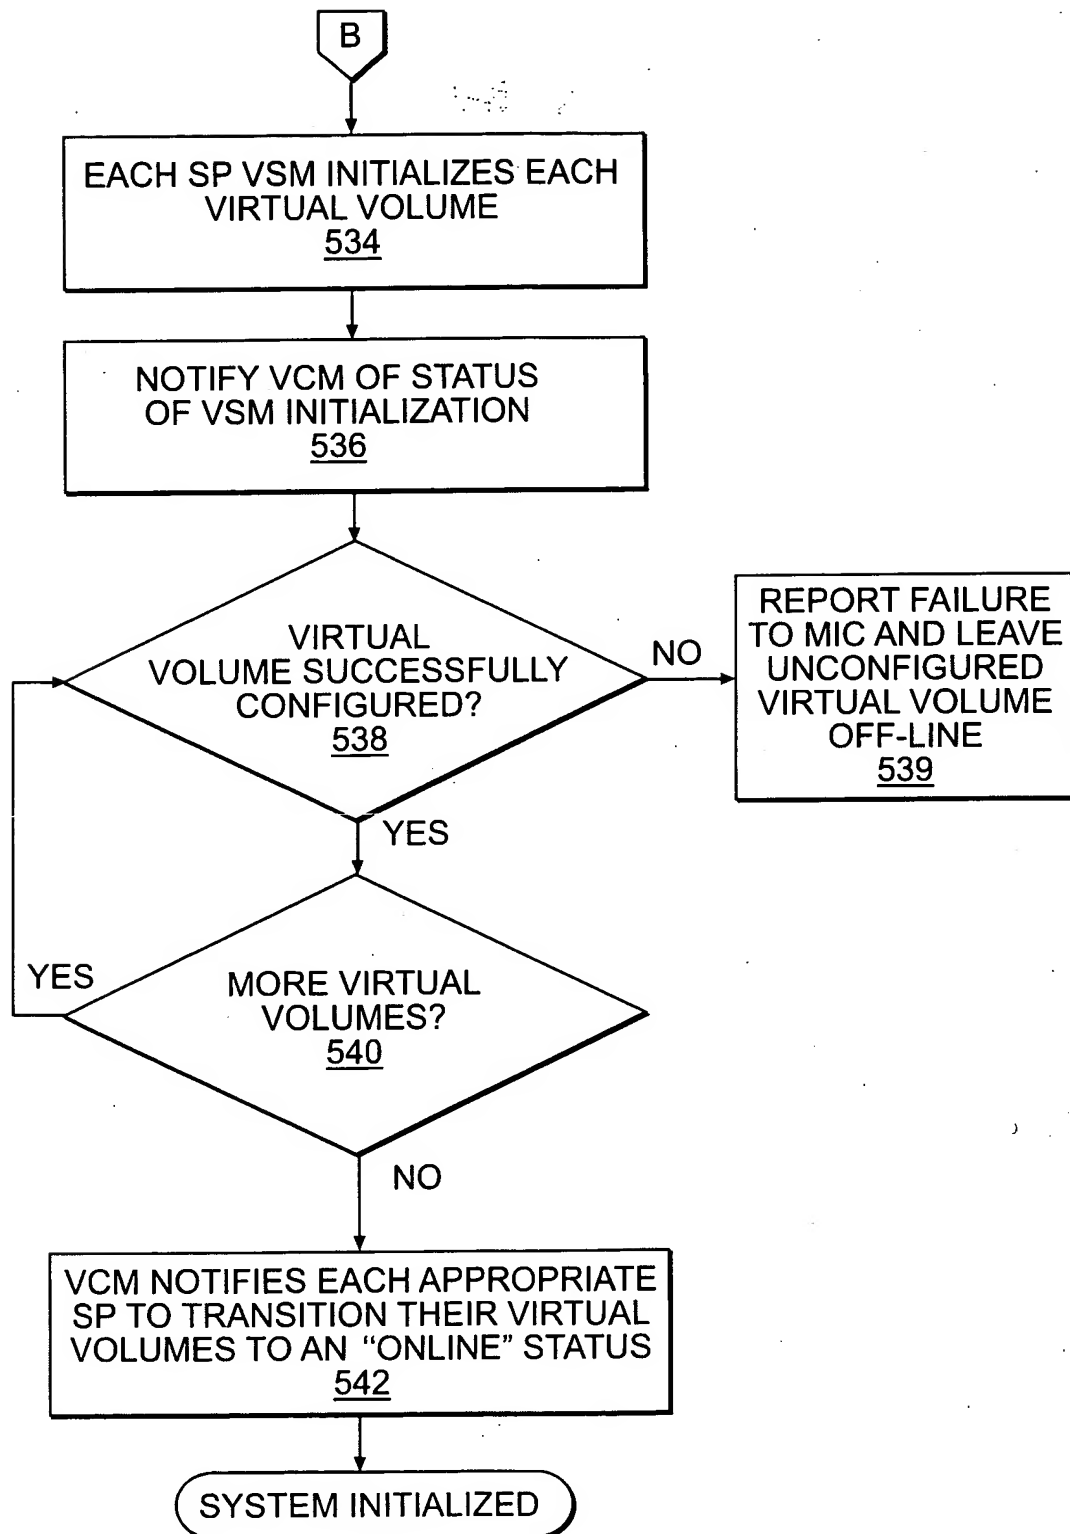 B
EACH SP VSM INITIALIZES EACH
VIRTUAL VOLUME
534
NOTIFY VCM OF STATUS
OF VSM INITIALIZATION
536
VIRTUAL
VOLUME SUCCESSFULLY
CONFIGURED?
538
NO
REPORT FAILURE
TO MIC AND LEAVE
UNCONFIGURED
VIRTUAL VOLUME
OFF-LINE
539
YES
YES
MORE VIRTUAL
VOLUMES?
540
NO
VCM NOTIFIES EACH APPROPRIATE
SP TO TRANSITION THEIR VIRTUAL
VOLUMES TO AN “ONLINE” STATUS
542
SYSTEM INITIALIZED